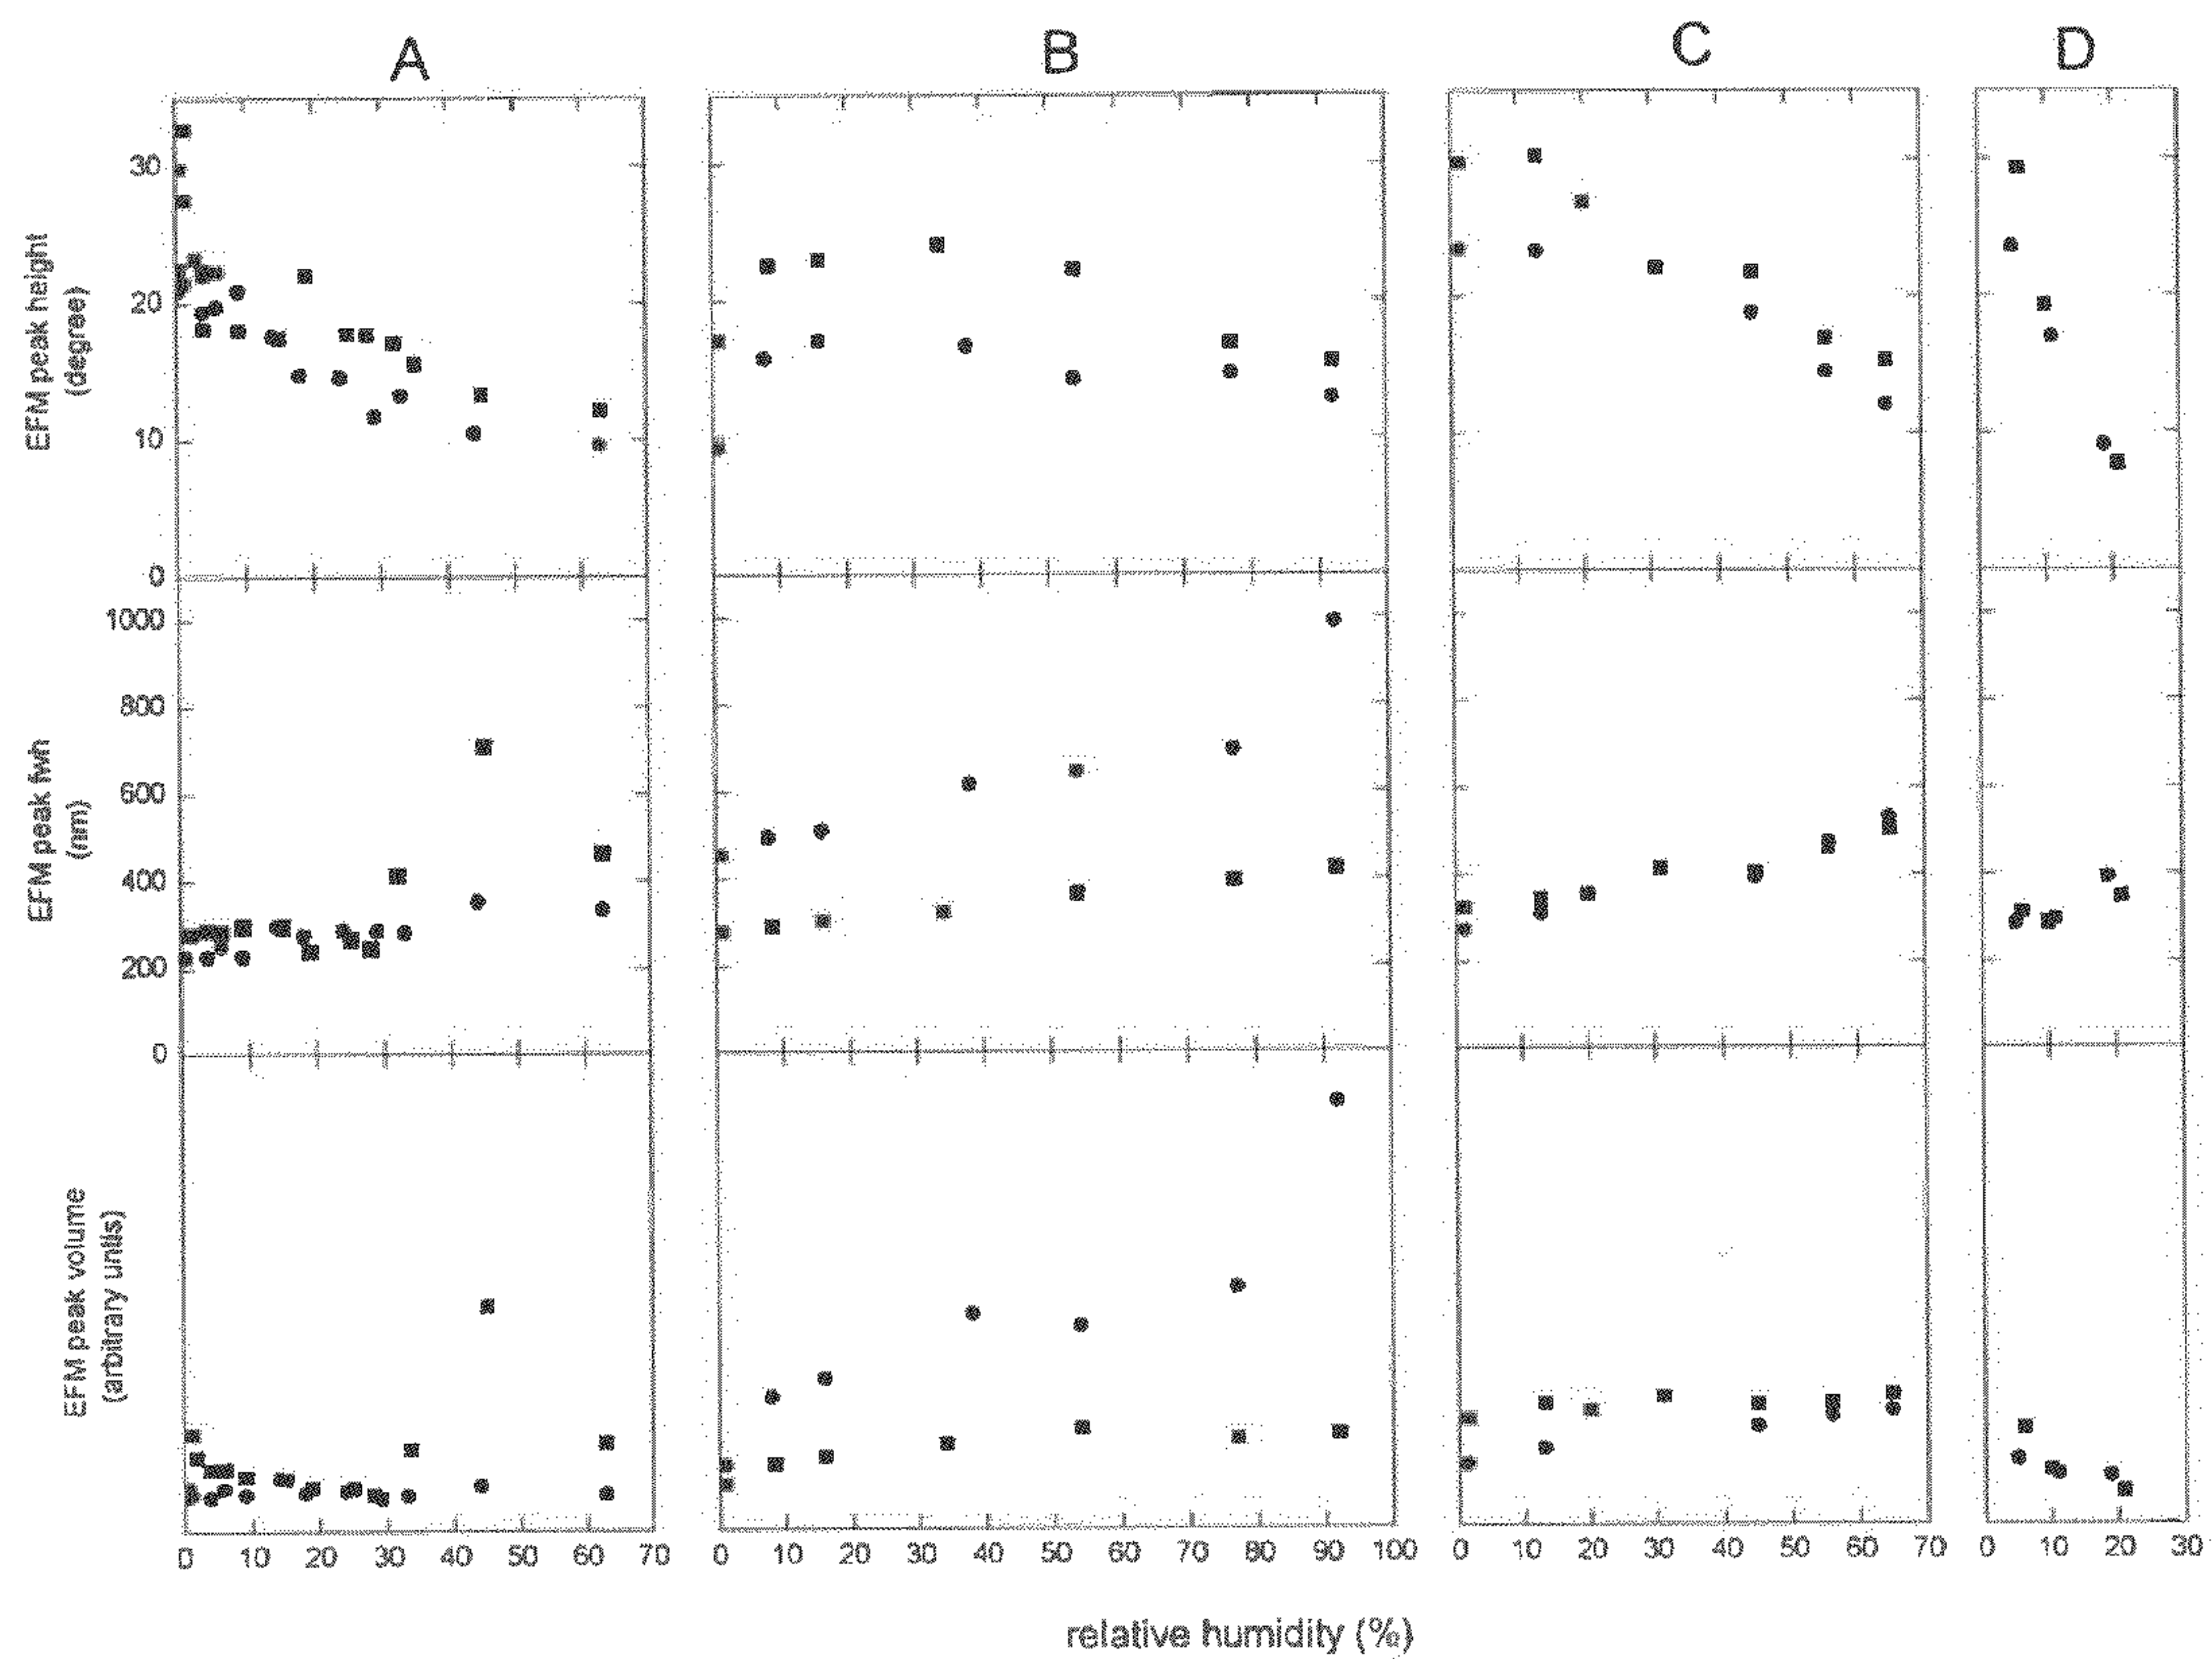 A B C D
EFM peak height
(degree)
30
20
10
0
EFM peak fwh
(nm)
1000
800
600
400
200
0
EFM peak volume
(arbitrary units)
0 10 20 30 40 50 60 70 0 10 20 30 40 50 60 70 80 90 100 0 10 20 30 40 50 60 70 0 10 20 30
relative humidity (%)